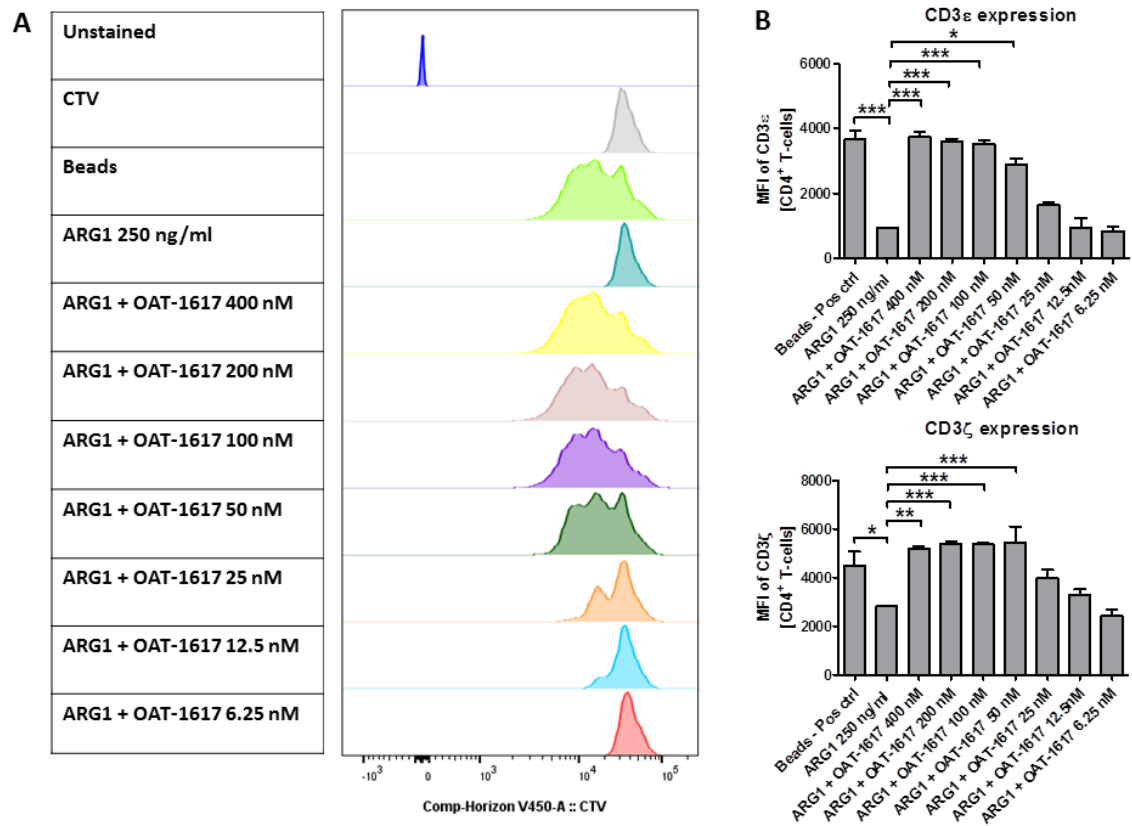 A
Unstained
CTV
Beads
ARG1 250 ng/ml
ARG1 + OAT-1617 400 nM
ARG1 + OAT-1617 200 nM
ARG1 + OAT-1617 100 nM
ARG1 + OAT-1617 50 nM
ARG1 + OAT-1617 25 nM
ARG1 + OAT-1617 12.5 nM
ARG1 + OAT-1617 6.25 nM
-10³ 0 10³ 10⁴ 10⁵
Comp-Horizon V450-A :: CTV
B
CD3ε expression
MFI of CD3ε
[CD4⁺ T-cells]
6000
4000
2000
0
*
***
***
***
***
Beads - Pos ctrl
ARG1 250 ng/ml
ARG1 + OAT-1617 400 nM
ARG1 + OAT-1617 200 nM
ARG1 + OAT-1617 100 nM
ARG1 + OAT-1617 50 nM
ARG1 + OAT-1617 25 nM
ARG1 + OAT-1617 12.5 nM
ARG1 + OAT-1617 6.25 nM
CD3ζ expression
MFI of CD3ζ
[CD4⁺ T-cells]
8000
6000
4000
2000
0
***
***
***
**
*
Beads - Pos ctrl
ARG1 250 ng/ml
ARG1 + OAT-1617 400 nM
ARG1 + OAT-1617 200 nM
ARG1 + OAT-1617 100 nM
ARG1 + OAT-1617 50 nM
ARG1 + OAT-1617 25 nM
ARG1 + OAT-1617 12.5 nM
ARG1 + OAT-1617 6.25 nM